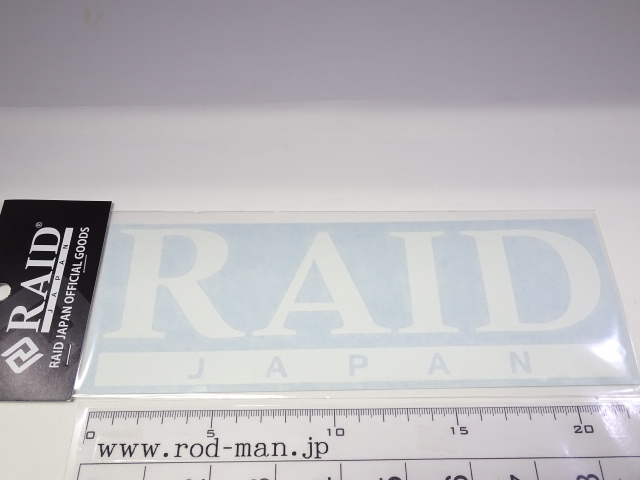 RAID®
JAPAN
RAID JAPAN OFFICIAL GOODS
RAID
JAPAN
0 5 10 15 20
www.rod-man.jp